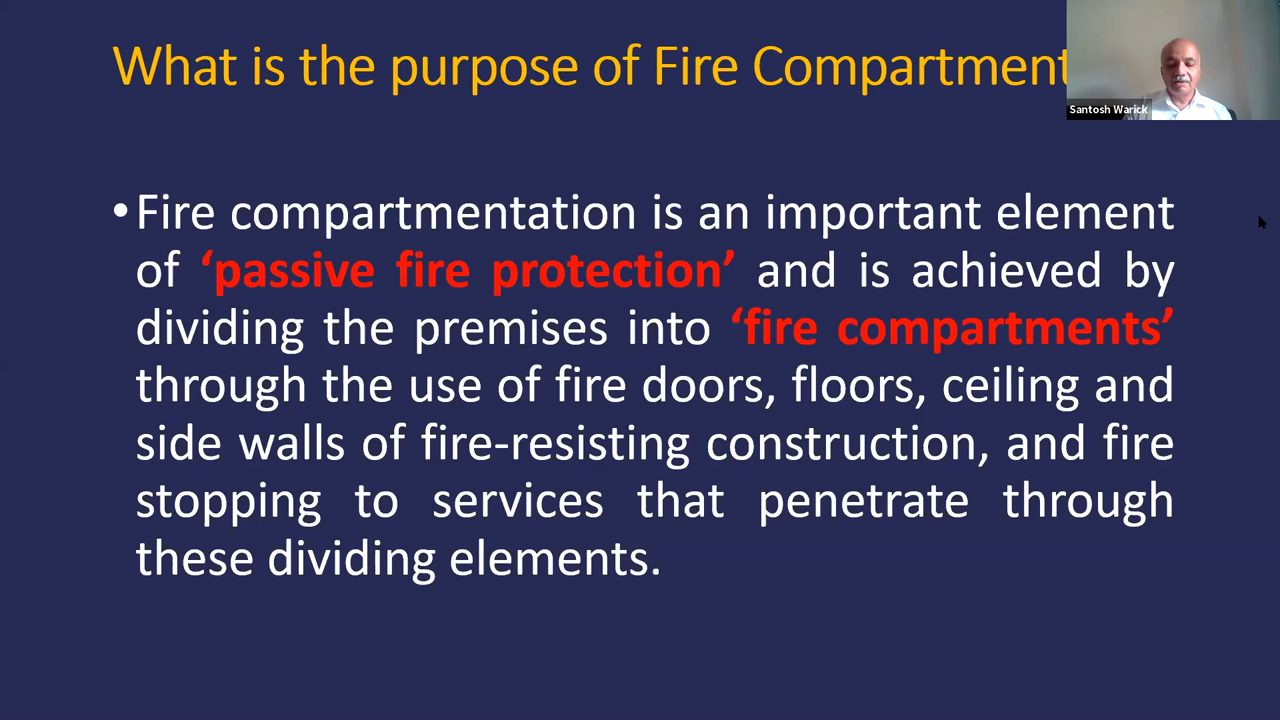 What is the purpose of Fire Compartment
Santosh Warick
•Fire compartmentation is an important element
of ‘passive fire protection’ and is achieved by
dividing the premises into ‘fire compartments’
through the use of fire doors, floors, ceiling and
side walls of fire-resisting construction, and fire
stopping to services that penetrate through
these dividing elements.